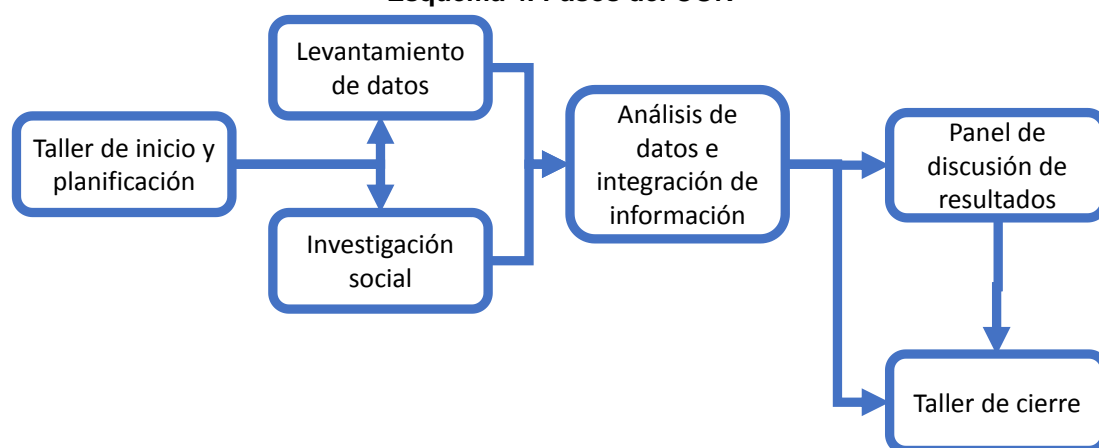 Levantamiento
de datos
Taller de inicio y
planificación
Investigación
social
Análisis de
datos e
integración de
información
Panel de
discusión de
resultados
Taller de cierre